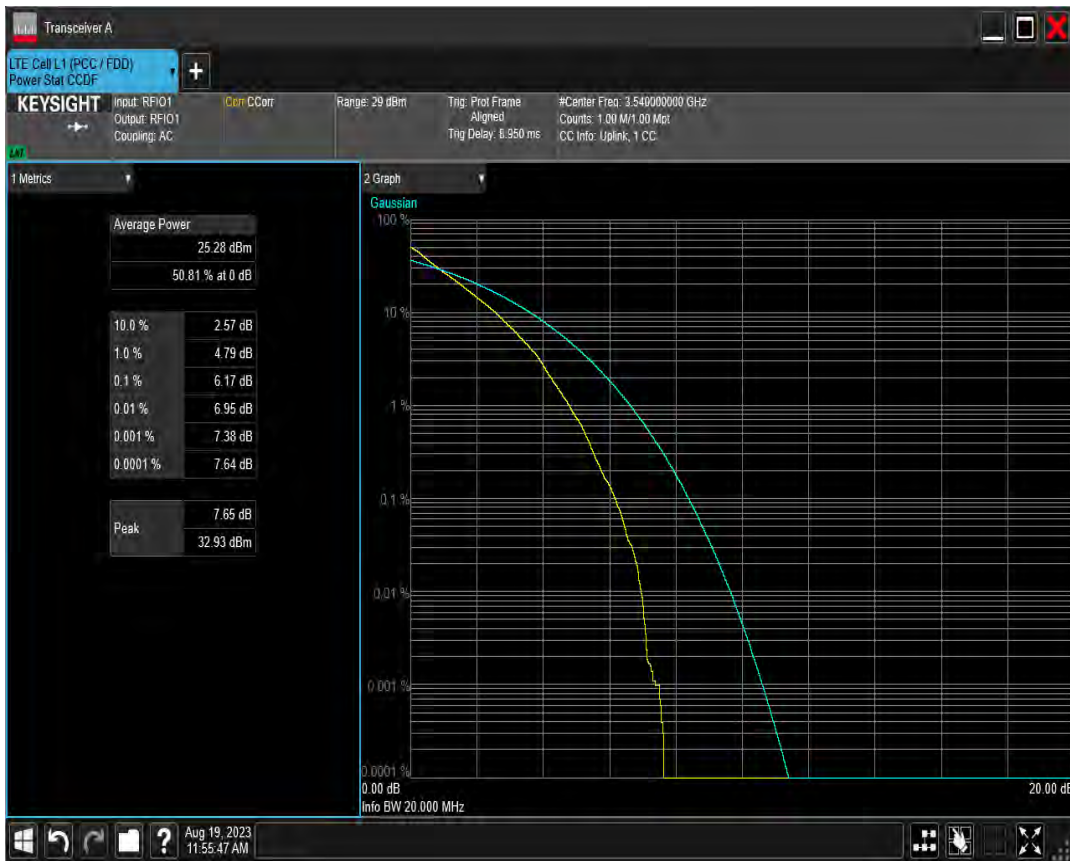 Transceiver A
LTE Cell L1 (PCC / FDD)
Power Stat CCDF
+
KEYSIGHT
Input: RFIO1
Output: RFIO1
Coupling: AC
Corr CCorr
Range: 29 dBm
Trig: Prot Frame
Aligned
Trig Delay: 8.950 ms
#Center Freq: 3.540000000 GHz
Counts: 1.00 M/1.00 Mpt
CC Info: Uplink, 1 CC
LXI
1 Metrics
Average Power
25.28 dBm
50.81 % at 0 dB
10.0 % 2.57 dB
1.0 % 4.79 dB
0.1 % 6.17 dB
0.01 % 6.95 dB
0.001 % 7.38 dB
0.0001 % 7.64 dB
Peak
7.65 dB
32.93 dBm
2 Graph
Gaussian
100 %
10 %
1 %
0.1 %
0.01 %
0.001 %
0.0001 %
0.00 dB
20.00 dB
Info BW 20.000 MHz
?
Aug 19, 2023
11:55:47 AM